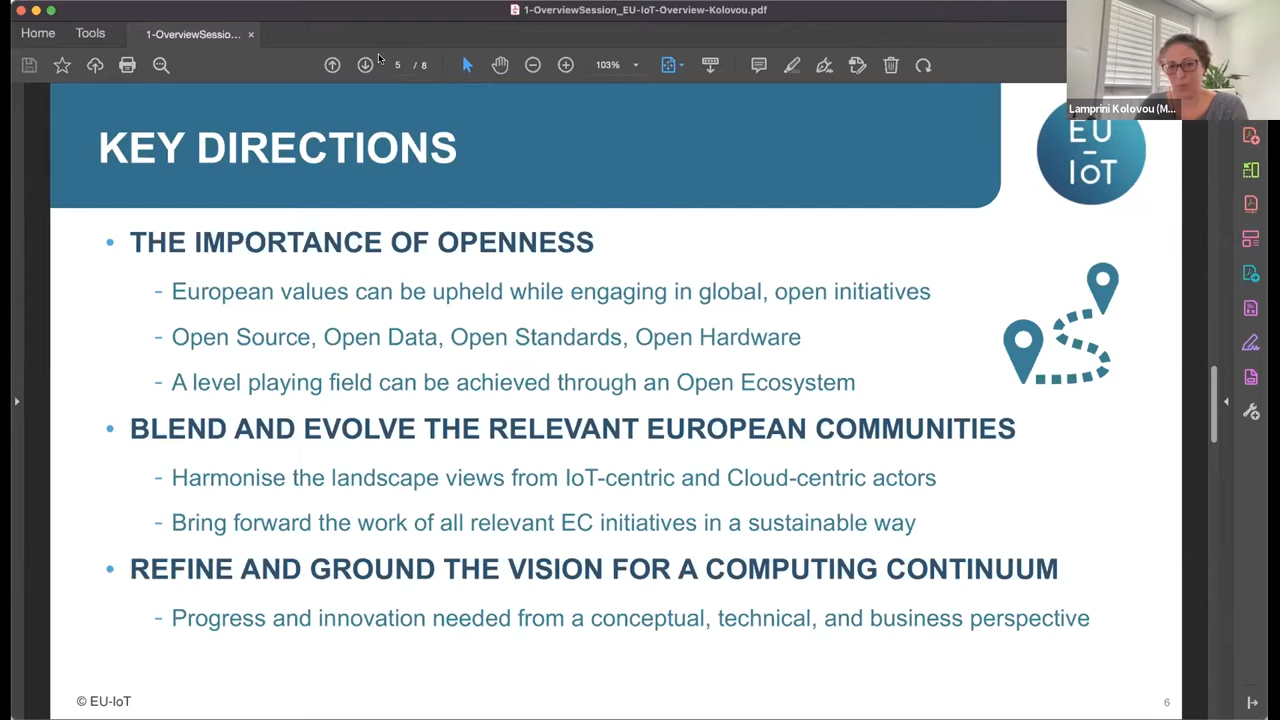 1-OverviewSession_EU-IoT-Overview-Kolovou.pdf
Home Tools 1-OverviewSessio... ×
5 / 8 103%
Lamprini Kolovou (M...
KEY DIRECTIONS
EU
–
IoT
• THE IMPORTANCE OF OPENNESS
- European values can be upheld while engaging in global, open initiatives
- Open Source, Open Data, Open Standards, Open Hardware
- A level playing field can be achieved through an Open Ecosystem
• BLEND AND EVOLVE THE RELEVANT EUROPEAN COMMUNITIES
- Harmonise the landscape views from IoT-centric and Cloud-centric actors
- Bring forward the work of all relevant EC initiatives in a sustainable way
• REFINE AND GROUND THE VISION FOR A COMPUTING CONTINUUM
- Progress and innovation needed from a conceptual, technical, and business perspective
© EU-IoT
6